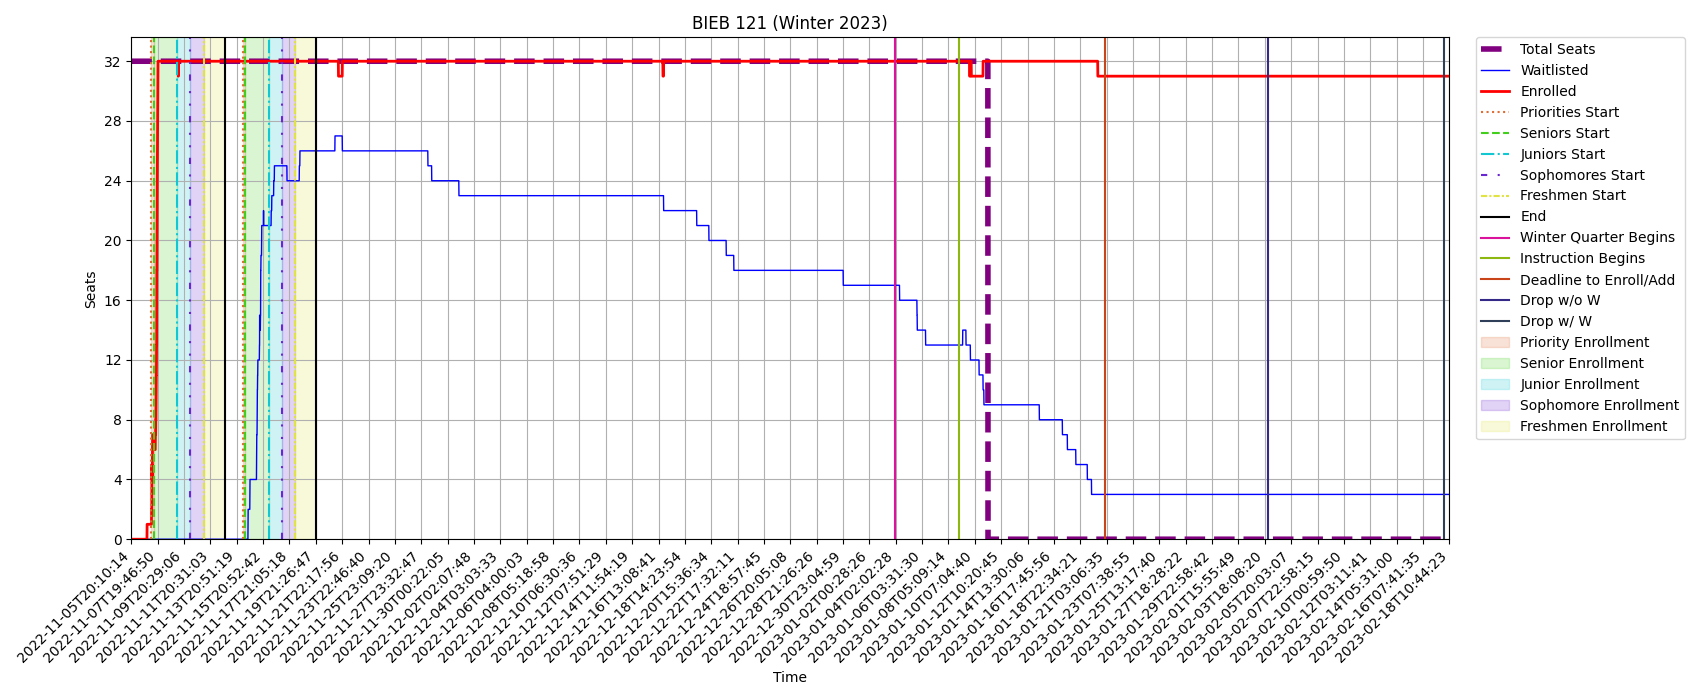 BIEB 121 (Winter 2023)
Seats
32
28
24
20
16
12
8
4
0
2022-11-05T20:10:14
2022-11-07T19:46:50
2022-11-09T20:29:06
2022-11-11T20:31:03
2022-11-13T20:51:19
2022-11-15T20:52:42
2022-11-17T21:05:18
2022-11-19T21:26:47
2022-11-21T22:17:56
2022-11-23T22:46:40
2022-11-25T23:09:20
2022-11-27T23:32:47
2022-11-30T00:22:05
2022-12-02T02:07:48
2022-12-04T03:03:33
2022-12-06T04:00:03
2022-12-08T05:18:58
2022-12-10T06:30:36
2022-12-12T07:51:29
2022-12-14T11:54:19
2022-12-16T13:08:41
2022-12-18T14:23:54
2022-12-20T15:36:34
2022-12-22T17:32:11
2022-12-24T18:57:45
2022-12-26T20:05:08
2022-12-28T21:26:26
2022-12-30T23:04:59
2023-01-02T00:28:26
2023-01-04T02:02:28
2023-01-06T03:31:30
2023-01-08T05:09:14
2023-01-10T07:04:40
2023-01-12T10:20:45
2023-01-14T13:30:06
2023-01-16T17:45:56
2023-01-18T22:34:21
2023-01-21T03:06:35
2023-01-23T07:38:55
2023-01-25T13:17:40
2023-01-27T18:28:22
2023-01-29T22:58:42
2023-02-01T15:55:49
2023-02-03T18:08:20
2023-02-05T20:03:07
2023-02-07T22:58:15
2023-02-10T00:59:50
2023-02-12T03:11:41
2023-02-14T05:31:00
2023-02-16T07:41:35
2023-02-18T10:44:23
Time
Total Seats
Waitlisted
Enrolled
Priorities Start
Seniors Start
Juniors Start
Sophomores Start
Freshmen Start
End
Winter Quarter Begins
Instruction Begins
Deadline to Enroll/Add
Drop w/o W
Drop w/ W
Priority Enrollment
Senior Enrollment
Junior Enrollment
Sophomore Enrollment
Freshmen Enrollment